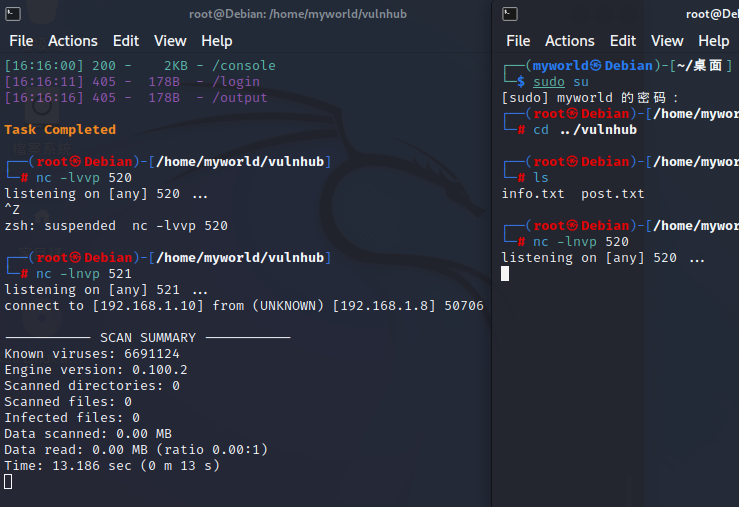 root@Debian: /home/myworld/vulnhub
File Actions Edit View Help
[16:16:00] 200 - 2KB - /console
[16:16:11] 405 - 178B - /login
[16:16:16] 405 - 178B - /output
Task Completed
┌──(root㉿Debian)-[/home/myworld/vulnhub]
└─# nc -lvvp 520
listening on [any] 520 ...
^Z
zsh: suspended nc -lvvp 520
┌──(root㉿Debian)-[/home/myworld/vulnhub]
└─# nc -lnvp 521
listening on [any] 521 ...
connect to [192.168.1.10] from (UNKNOWN) [192.168.1.8] 50706
----------- SCAN SUMMARY -----------
Known viruses: 6691124
Engine version: 0.100.2
Scanned directories: 0
Scanned files: 0
Infected files: 0
Data scanned: 0.00 MB
Data read: 0.00 MB (ratio 0.00:1)
Time: 13.186 sec (0 m 13 s)
root@Debian: /ho
File Actions Edit View Help
┌──(myworld㉿Debian)-[~/桌面]
└─$ sudo su
[sudo] myworld 的密码：
┌──(root㉿Debian)-[/home/mywo
└─# cd ../vulnhub
┌──(root㉿Debian)-[/home/mywo
└─# ls
info.txt post.txt
┌──(root㉿Debian)-[/home/mywo
└─# nc -lnvp 520
listening on [any] 520 ...